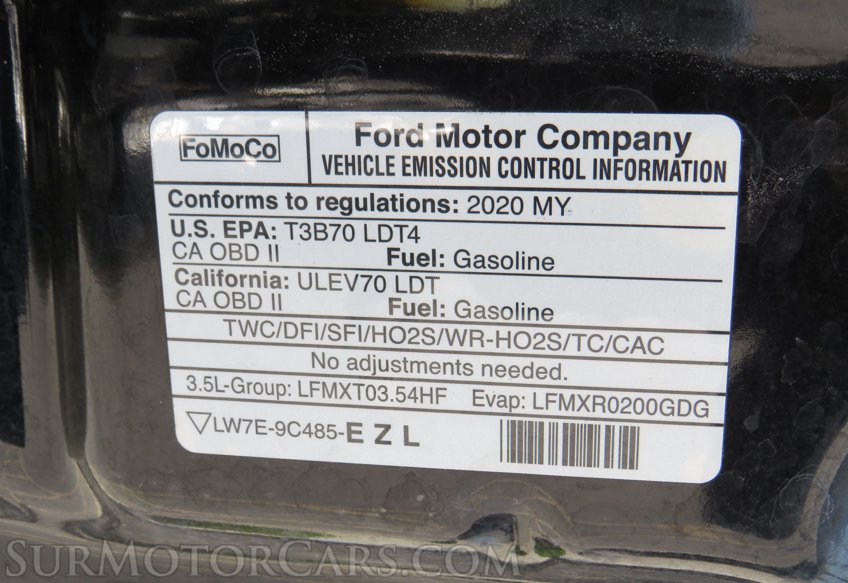 FoMoCo
Ford Motor Company
VEHICLE EMISSION CONTROL INFORMATION
Conforms to regulations: 2020 MY
U.S. EPA: T3B70 LDT4
CA OBD II Fuel: Gasoline
California: ULEV70 LDT
CA OBD II Fuel: Gasoline
TWC/DFI/SFI/HO2S/WR-HO2S/TC/CAC
No adjustments needed.
3.5L-Group: LFMXT03.54HF Evap: LFMXR0200GDG
LW7E-9C485-E Z L
SURMOTORCARS.COM